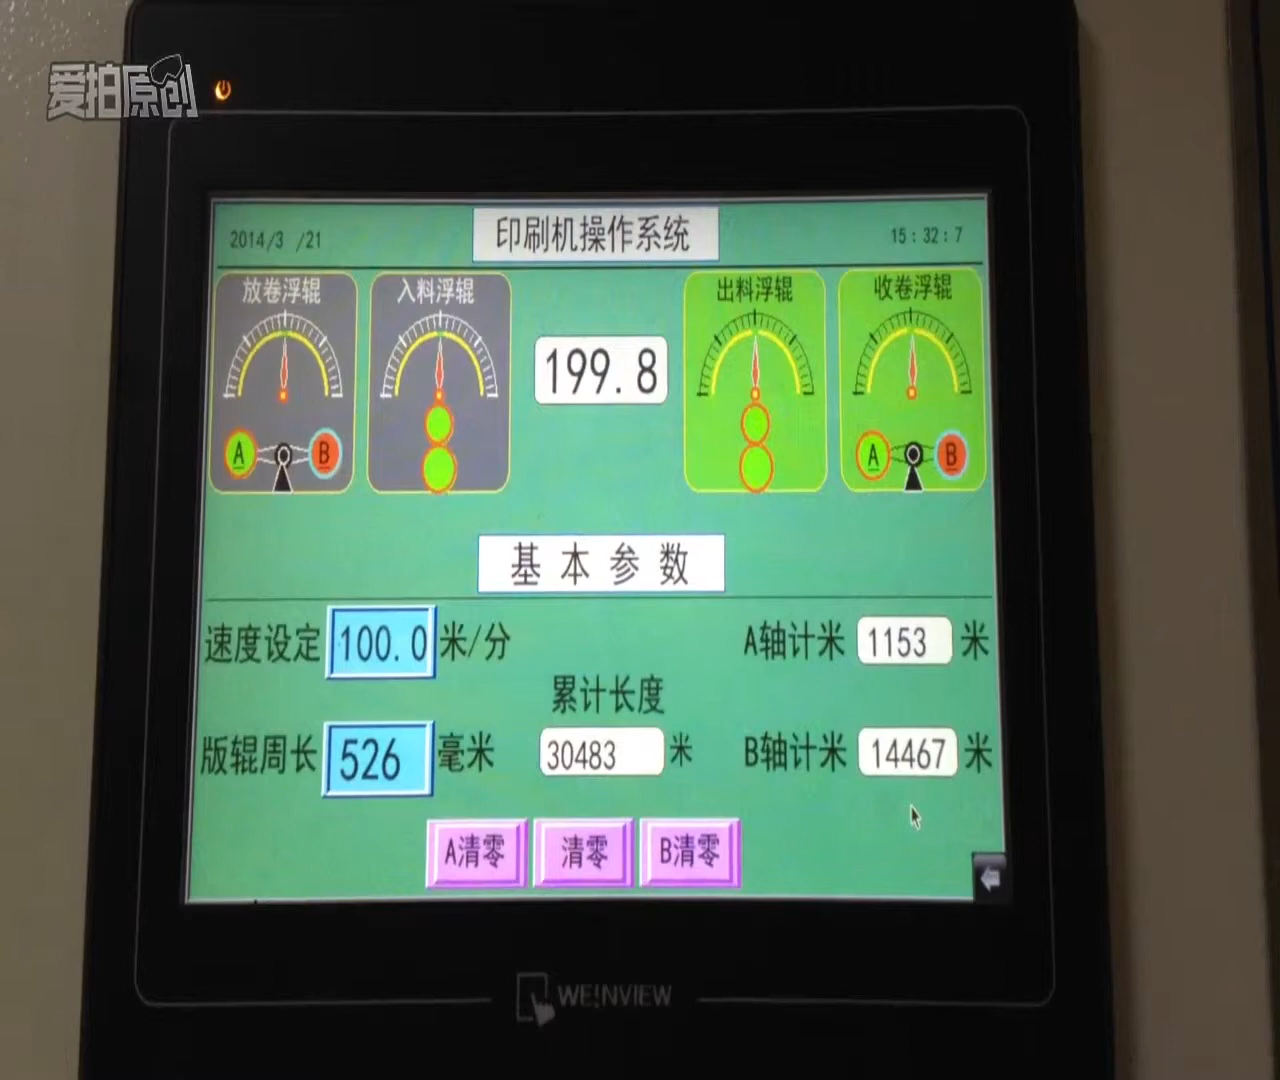 爱拍原创
印刷机操作系统
2014/3 /21
15:32:7
放卷浮辊
入料浮辊
出料浮辊
收卷浮辊
199.8
A B
A B
基本参数
速度设定 100.0 米/分
A轴计米 1153 米
累计长度
版辊周长 526 毫米
30483 米
B轴计米 14467 米
A清零 清零 B清零
WEINVIEW